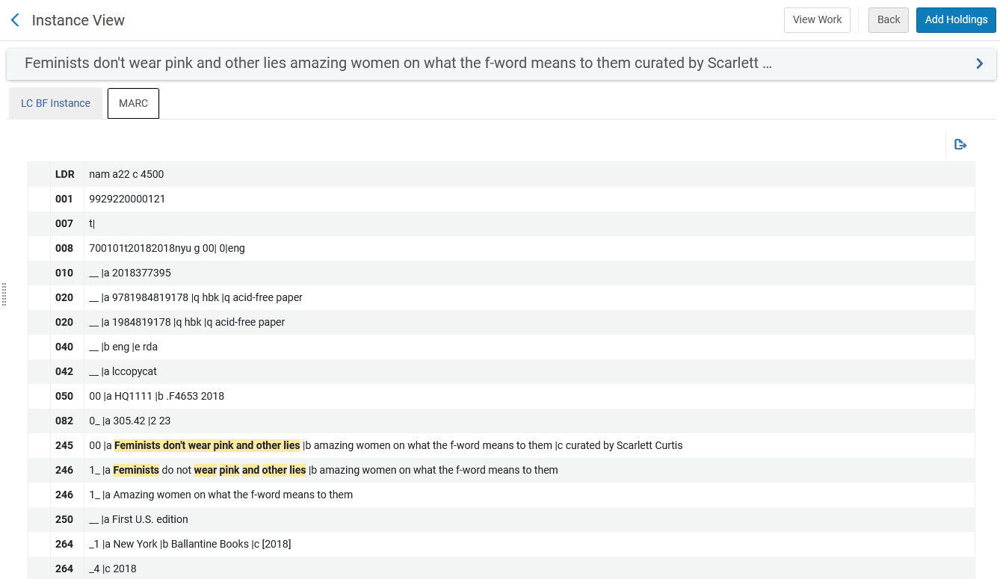 Instance View
View Work
Back
Add Holdings
Feminists don't wear pink and other lies amazing women on what the f-word means to them curated by Scarlett ...
LC BF Instance
MARC
LDR nam a22 c 4500
001 9929220000121
007 t|
008 700101t20182018nyu g 00| 0|eng
010 __ |a 2018377395
020 __ |a 9781984819178 |q hbk |q acid-free paper
020 __ |a 1984819178 |q hbk |q acid-free paper
040 __ |b eng |e rda
042 __ |a lccopycat
050 00 |a HQ1111 |b .F4653 2018
082 0_ |a 305.42 |2 23
245 00 |a Feminists don't wear pink and other lies |b amazing women on what the f-word means to them |c curated by Scarlett Curtis
246 1_ |a Feminists do not wear pink and other lies |b amazing women on what the f-word means to them
246 1_ |a Amazing women on what the f-word means to them
250 __ |a First U.S. edition
264 _1 |a New York |b Ballantine Books |c [2018]
264 _4 |c 2018